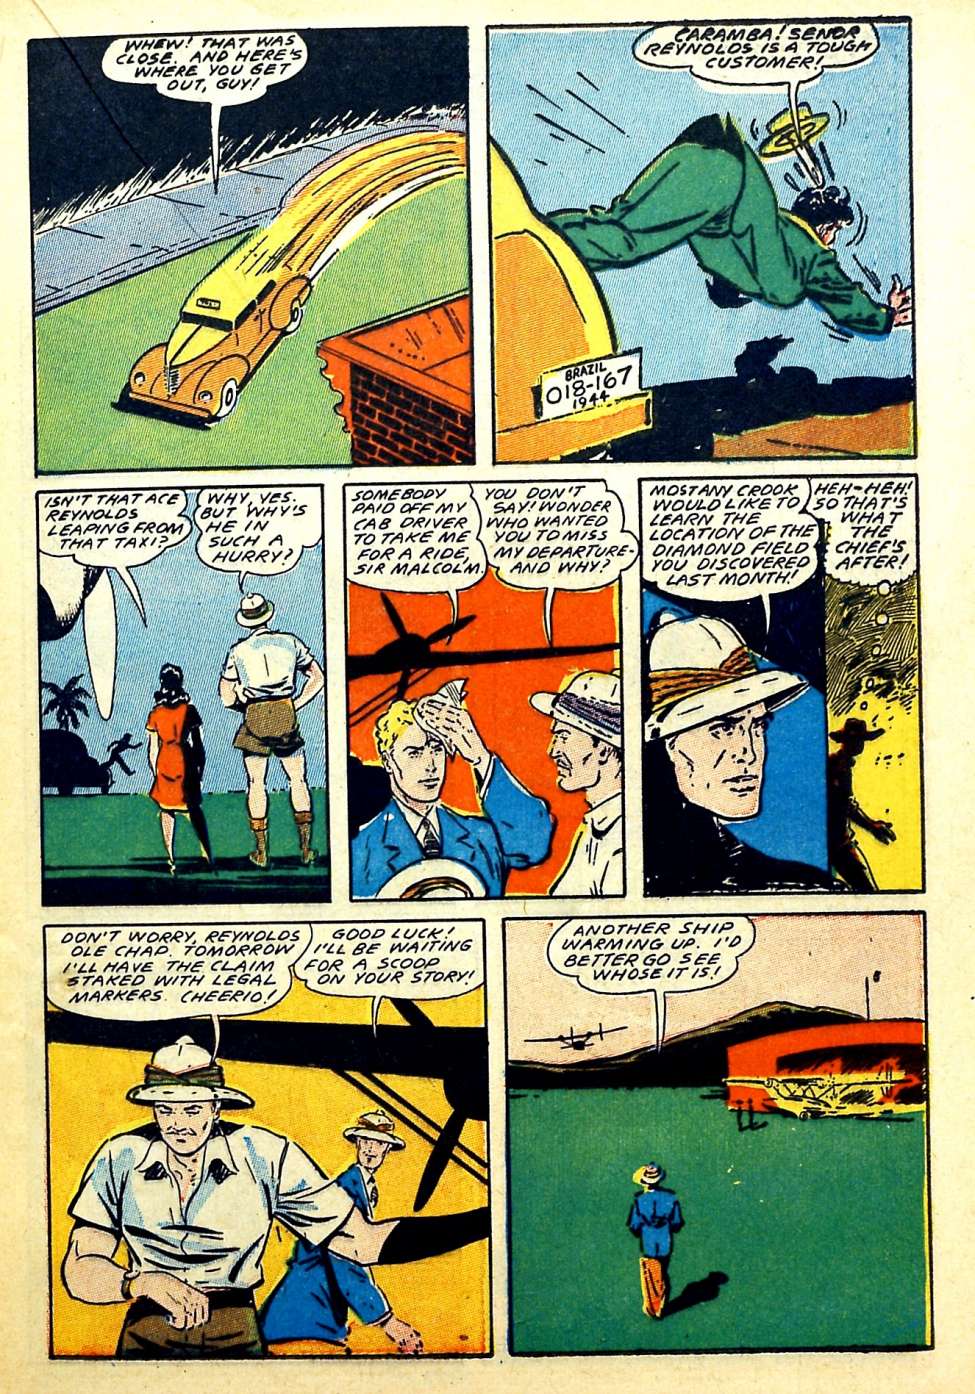 WHEW! THAT WAS
CLOSE. AND HERE'S
WHERE YOU GET
OUT, GUY!
CARAMBA! SENOR
REYNOLDS IS A TOUGH
CUSTOMER!
BRAZIL
018-167
1944
ISN'T THAT ACE
REYNOLDS
LEAPING FROM
THAT TAXI?
WHY, YES.
BUT WHY'S
HE IN
SUCH A
HURRY?
SOMEBODY
PAID OFF MY
CAB DRIVER
TO TAKE ME
FOR A RIDE,
SIR MALCOLM.
YOU DON'T
SAY! WONDER
WHO WANTED
YOU TO MISS
MY DEPARTURE-
AND WHY?
MOST ANY CROOK
WOULD LIKE TO
LEARN THE
LOCATION OF THE
DIAMOND FIELD
YOU DISCOVERED
LAST MONTH!
HEH-HEH!
SO THAT'S
WHAT
THE
CHIEF'S
AFTER!
DON'T WORRY, REYNOLDS
OLE CHAP. TOMORROW
I'LL HAVE THE CLAIM
STAKED WITH LEGAL
MARKERS. CHEERIO!
GOOD LUCK!
I'LL BE WAITING
FOR A SCOOP
ON YOUR STORY!
ANOTHER SHIP
WARMING UP. I'D
BETTER GO SEE
WHOSE IT IS!